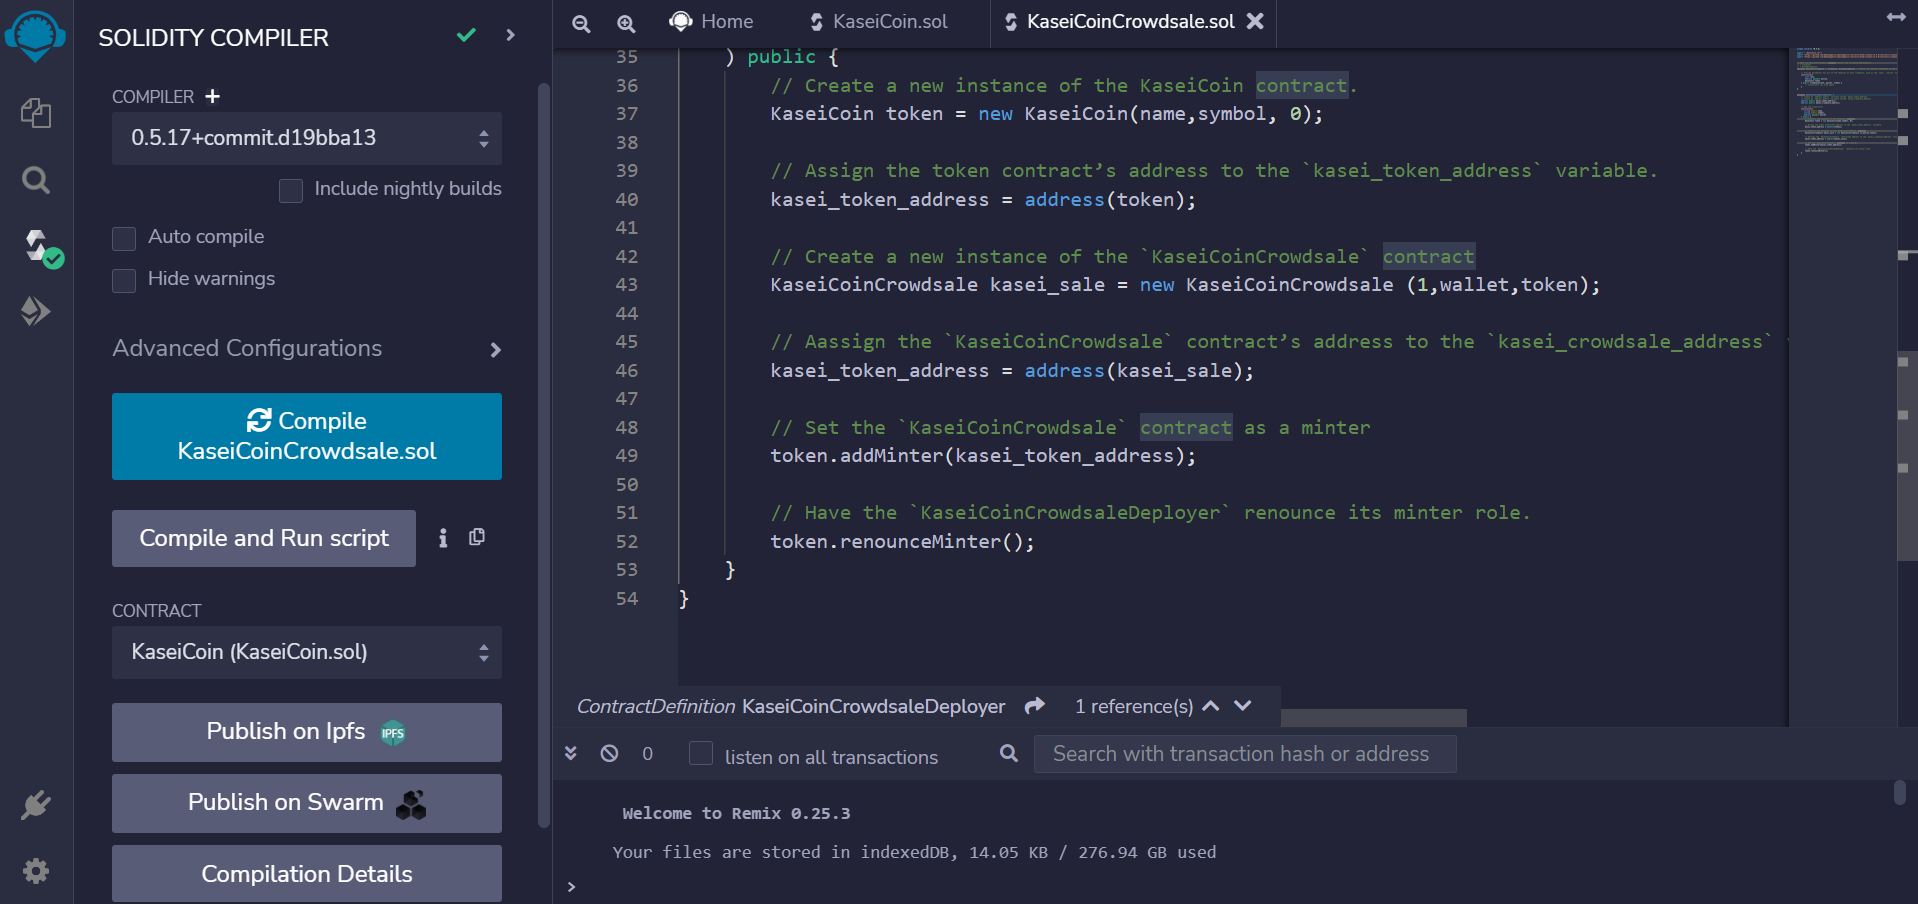 SOLIDITY COMPILER
COMPILER +
0.5.17+commit.d19bba13
Include nightly builds
Auto compile
Hide warnings
Advanced Configurations
Compile
KaseiCoinCrowdsale.sol
Compile and Run script
CONTRACT
KaseiCoin (KaseiCoin.sol)
Publish on Ipfs IPFS
Publish on Swarm
Compilation Details
Home KaseiCoin.sol KaseiCoinCrowdsale.sol
35 ) public {
36 // Create a new instance of the KaseiCoin contract.
37 KaseiCoin token = new KaseiCoin(name,symbol, 0);
38
39 // Assign the token contract’s address to the `kasei_token_address` variable.
40 kasei_token_address = address(token);
41
42 // Create a new instance of the `KaseiCoinCrowdsale` contract
43 KaseiCoinCrowdsale kasei_sale = new KaseiCoinCrowdsale (1,wallet,token);
44
45 // Aassign the `KaseiCoinCrowdsale` contract’s address to the `kasei_crowdsale_address`
46 kasei_token_address = address(kasei_sale);
47
48 // Set the `KaseiCoinCrowdsale` contract as a minter
49 token.addMinter(kasei_token_address);
50
51 // Have the `KaseiCoinCrowdsaleDeployer` renounce its minter role.
52 token.renounceMinter();
53 }
54 }
ContractDefinition KaseiCoinCrowdsaleDeployer 1 reference(s)
0 listen on all transactions Search with transaction hash or address
Welcome to Remix 0.25.3
Your files are stored in indexedDB, 14.05 KB / 276.94 GB used
>